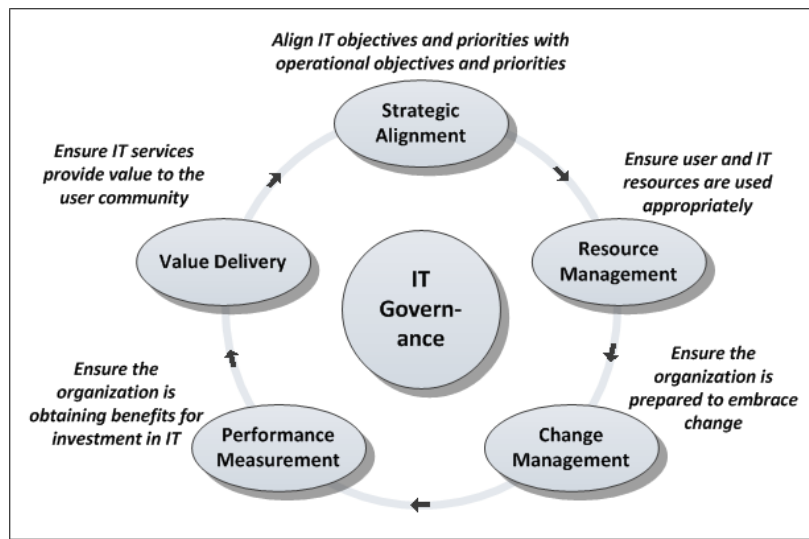 Align IT objectives and priorities with
operational objectives and priorities
Strategic
Alignment
Ensure IT services
provide value to the
user community
Ensure user and IT
resources are used
appropriately
Value Delivery
Resource
Management
IT
Govern-
ance
Ensure the
organization is
obtaining benefits for
investment in IT
Ensure the
organization is
prepared to embrace
change
Performance
Measurement
Change
Management